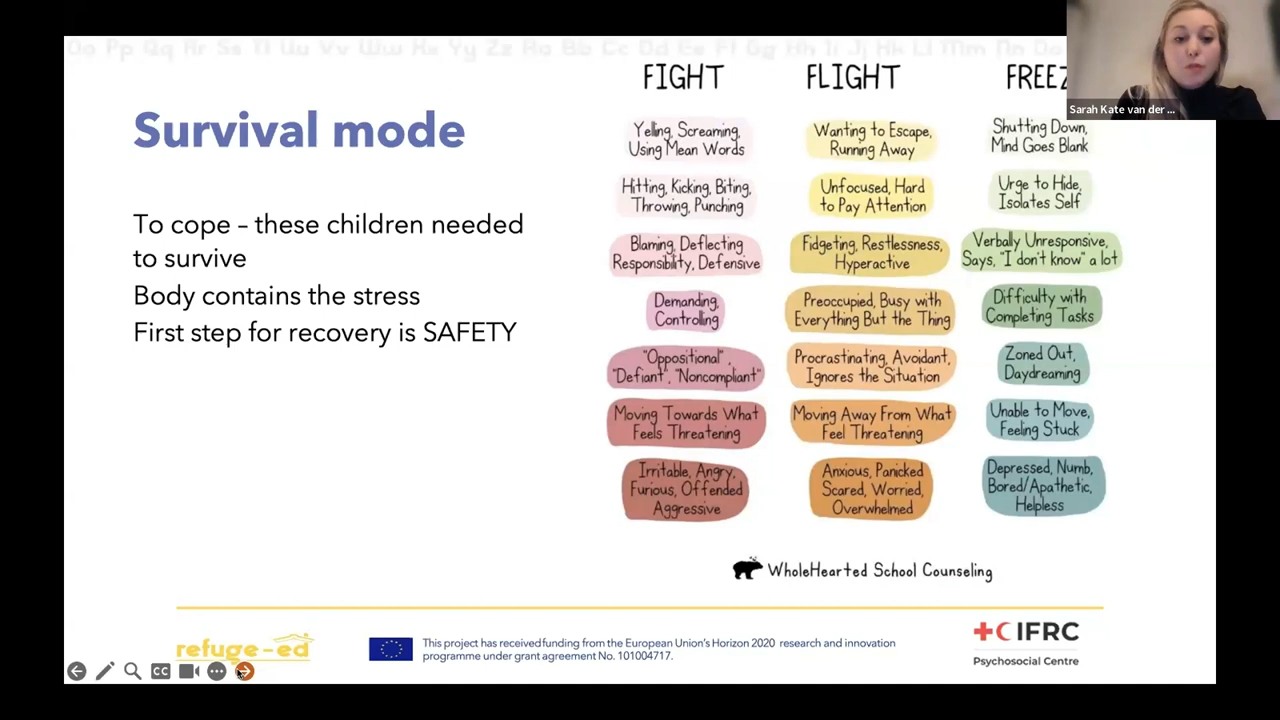 Survival mode
To cope – these children needed
to survive
Body contains the stress
First step for recovery is SAFETY
FIGHT
Yelling, Screaming,
Using Mean Words
Hitting, Kicking, Biting,
Throwing, Punching
Blaming, Deflecting
Responsibility, Defensive
Demanding,
Controlling
"Oppositional",
"Defiant", "Noncompliant"
Moving Towards What
Feels Threatening
Irritable, Angry,
Furious, Offended
Aggressive
FLIGHT
Wanting to Escape,
Running Away
Unfocused, Hard
to Pay Attention
Fidgeting, Restlessness,
Hyperactive
Preoccupied, Busy with
Everything But the Thing
Procrastinating, Avoidant,
Ignores the Situation
Moving Away From What
Feel Threatening
Anxious, Panicked
Scared, Worried,
Overwhelmed
FREEZ
Shutting Down,
Mind Goes Blank
Urge to Hide,
Isolates Self
Verbally Unresponsive,
Says, "I don't know" a lot
Difficulty with
Completing Tasks
Zoned Out,
Daydreaming
Unable to Move,
Feeling Stuck
Depressed, Numb,
Bored/Apathetic,
Helpless
WholeHearted School Counseling
refuge-ed
This project has received funding from the European Union's Horizon 2020 research and innovation
programme under grant agreement No. 101004717.
IFRC
Psychosocial Centre
CC
Sarah Kate van der ...